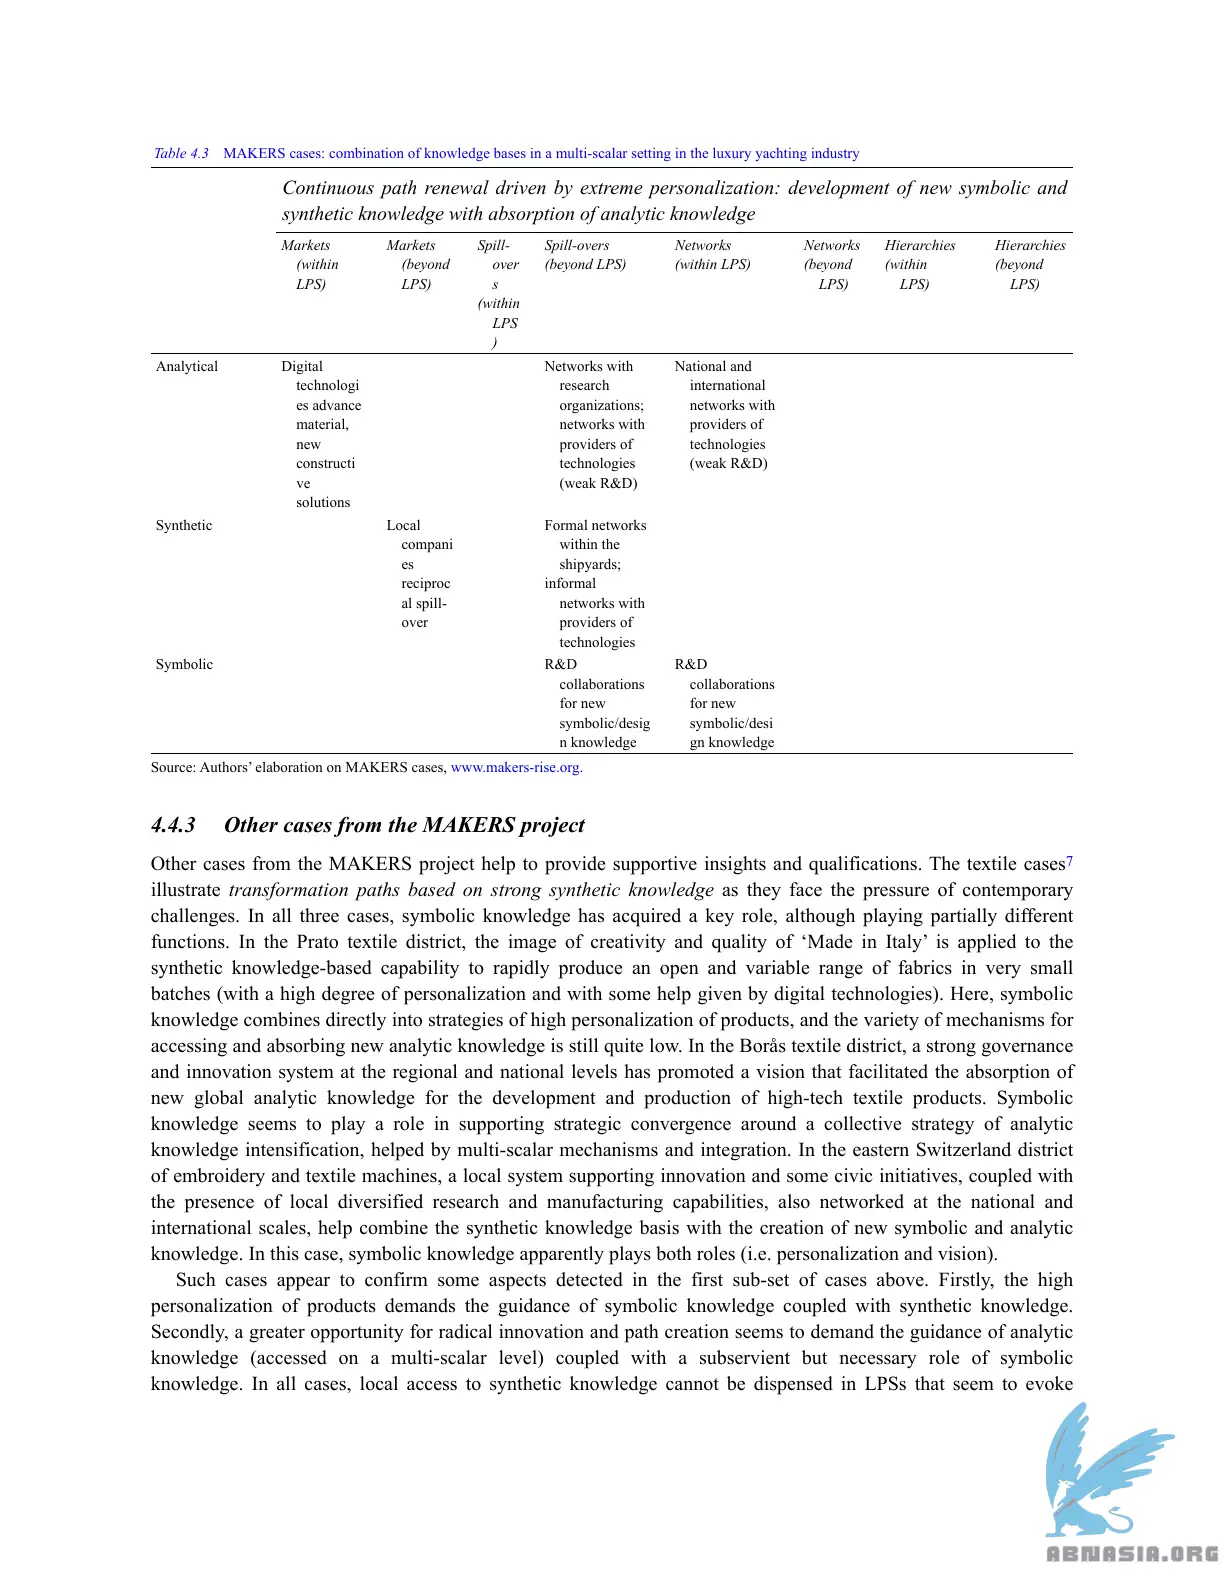 Table 4.3 MAKERS cases: combination of knowledge bases in a multi-scalar setting in the luxury yachting industry
Continuous path renewal driven by extreme personalization: development of new symbolic and
synthetic knowledge with absorption of analytic knowledge
Markets
(within
LPS)
Markets
(beyond
LPS)
Spill-
over
s
(within
LPS
)
Spill-overs
(beyond LPS)
Networks
(within LPS)
Networks
(beyond
LPS)
Hierarchies
(within
LPS)
Hierarchies
(beyond
LPS)
Analytical
Digital
technologi
es advance
material,
new
constructi
ve
solutions
Networks with
research
organizations;
networks with
providers of
technologies
(weak R&D)
National and
international
networks with
providers of
technologies
(weak R&D)
Synthetic
Local
compani
es
reciproc
al spill-
over
Formal networks
within the
shipyards;
informal
networks with
providers of
technologies
Symbolic
R&D
collaborations
for new
symbolic/desig
n knowledge
R&D
collaborations
for new
symbolic/desi
gn knowledge
Source: Authors’ elaboration on MAKERS cases, www.makers-rise.org.
4.4.3 Other cases from the MAKERS project
Other cases from the MAKERS project help to provide supportive insights and qualifications. The textile cases7
illustrate transformation paths based on strong synthetic knowledge as they face the pressure of contemporary
challenges. In all three cases, symbolic knowledge has acquired a key role, although playing partially different
functions. In the Prato textile district, the image of creativity and quality of ‘Made in Italy’ is applied to the
synthetic knowledge-based capability to rapidly produce an open and variable range of fabrics in very small
batches (with a high degree of personalization and with some help given by digital technologies). Here, symbolic
knowledge combines directly into strategies of high personalization of products, and the variety of mechanisms for
accessing and absorbing new analytic knowledge is still quite low. In the Borås textile district, a strong governance
and innovation system at the regional and national levels has promoted a vision that facilitated the absorption of
new global analytic knowledge for the development and production of high-tech textile products. Symbolic
knowledge seems to play a role in supporting strategic convergence around a collective strategy of analytic
knowledge intensification, helped by multi-scalar mechanisms and integration. In the eastern Switzerland district
of embroidery and textile machines, a local system supporting innovation and some civic initiatives, coupled with
the presence of local diversified research and manufacturing capabilities, also networked at the national and
international scales, help combine the synthetic knowledge basis with the creation of new symbolic and analytic
knowledge. In this case, symbolic knowledge apparently plays both roles (i.e. personalization and vision).
Such cases appear to confirm some aspects detected in the first sub-set of cases above. Firstly, the high
personalization of products demands the guidance of symbolic knowledge coupled with synthetic knowledge.
Secondly, a greater opportunity for radical innovation and path creation seems to demand the guidance of analytic
knowledge (accessed on a multi-scalar level) coupled with a subservient but necessary role of symbolic
knowledge. In all cases, local access to synthetic knowledge cannot be dispensed in LPSs that seem to evoke
ABNASIA.ORG